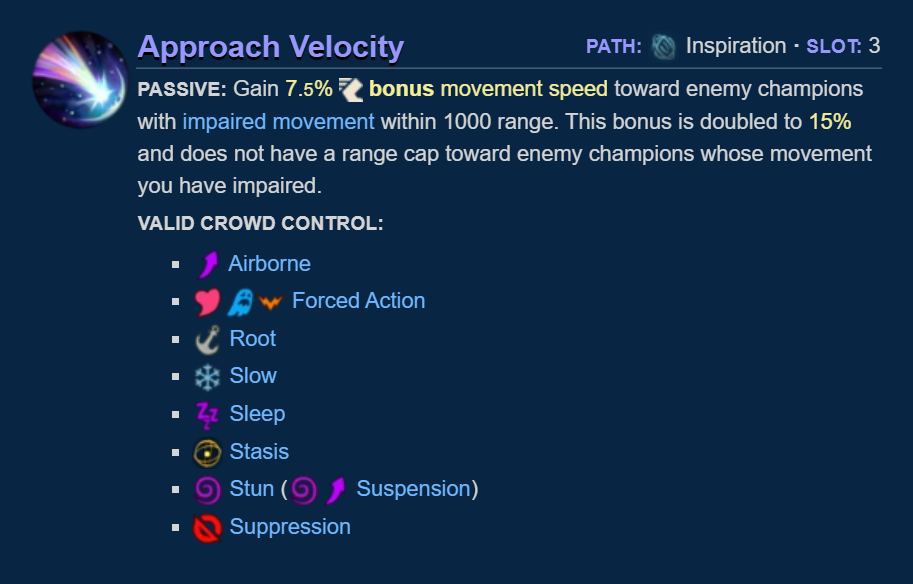 Approach Velocity PATH: Inspiration · SLOT: 3
PASSIVE: Gain 7.5% bonus movement speed toward enemy champions
with impaired movement within 1000 range. This bonus is doubled to 15%
and does not have a range cap toward enemy champions whose movement
you have impaired.
VALID CROWD CONTROL:
Airborne
Forced Action
Root
Slow
Sleep
Stasis
Stun ( Suspension)
Suppression